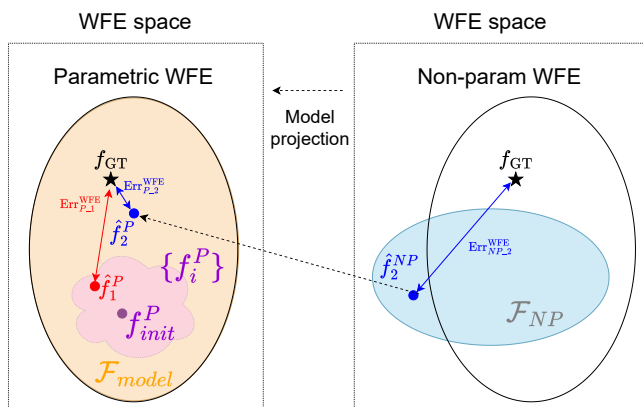 WFE space
Parametric WFE
f_GT
Err^WFE_P_1
Err^WFE_P_2
f̂^P_2
{f^P_i}
f̂^P_1
f^P_init
F_model
Model
projection
WFE space
Non-param WFE
f_GT
Err^WFE_NP_2
f̂^NP_2
F_NP